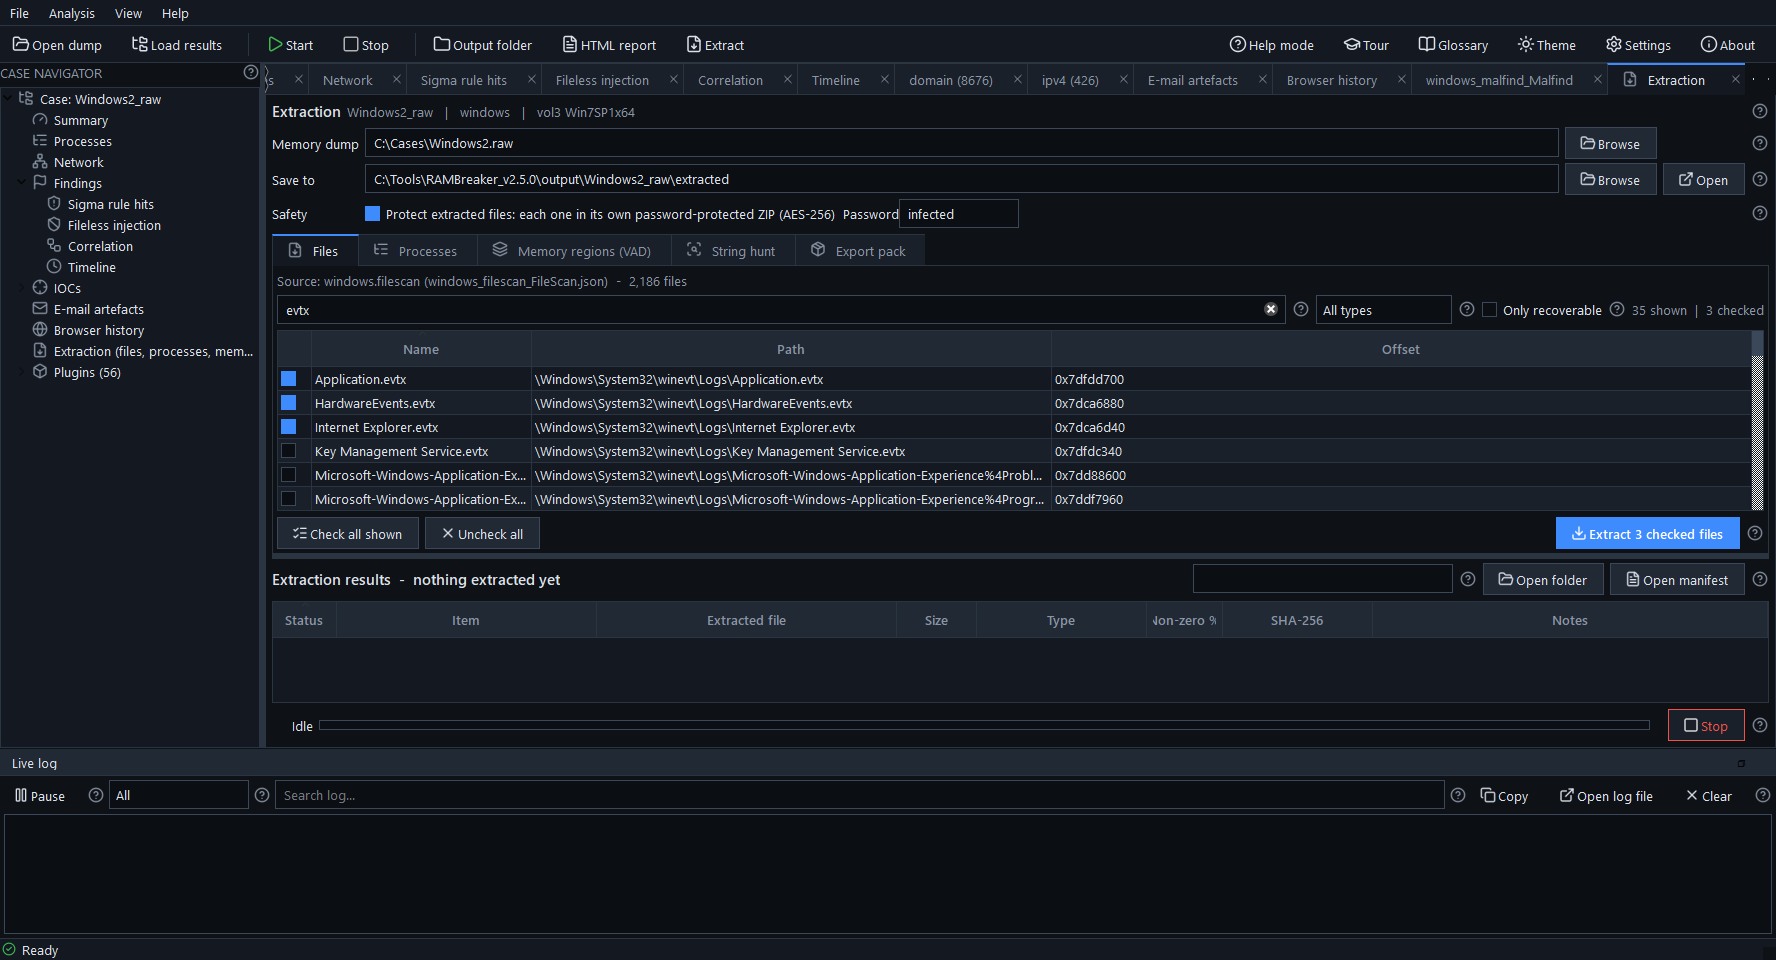 File Analysis View Help
Open dump Load results Start Stop Output folder HTML report Extract Help mode Tour Glossary Theme Settings About
CASE NAVIGATOR
s Network Sigma rule hits Fileless injection Correlation Timeline domain (8676) ipv4 (426) E-mail artefacts Browser history windows_malfind_Malfind Extraction
Case: Windows2_raw
Summary
Processes
Network
Findings
Sigma rule hits
Fileless injection
Correlation
Timeline
IOCs
E-mail artefacts
Browser history
Extraction (files, processes, mem...
Plugins (56)
Extraction Windows2_raw | windows | vol3 Win7SP1x64
Memory dump C:\Cases\Windows2.raw Browse
Save to C:\Tools\RAMBreaker_v2.5.0\output\Windows2_raw\extracted Browse Open
Safety Protect extracted files: each one in its own password-protected ZIP (AES-256) Password infected
Files Processes Memory regions (VAD) String hunt Export pack
Source: windows.filescan (windows_filescan_FileScan.json) - 2,186 files
evtx All types Only recoverable 35 shown | 3 checked
Name Path Offset
Application.evtx \Windows\System32\winevt\Logs\Application.evtx 0x7dfdd700
HardwareEvents.evtx \Windows\System32\winevt\Logs\HardwareEvents.evtx 0x7dca6880
Internet Explorer.evtx \Windows\System32\winevt\Logs\Internet Explorer.evtx 0x7dca6d40
Key Management Service.evtx \Windows\System32\winevt\Logs\Key Management Service.evtx 0x7dfdc340
Microsoft-Windows-Application-Ex... \Windows\System32\winevt\Logs\Microsoft-Windows-Application-Experience%4Probl... 0x7dd88600
Microsoft-Windows-Application-Ex... \Windows\System32\winevt\Logs\Microsoft-Windows-Application-Experience%4Progr... 0x7ddf7960
Check all shown Uncheck all Extract 3 checked files
Extraction results - nothing extracted yet Open folder Open manifest
Status Item Extracted file Size Type Non-zero % SHA-256 Notes
Idle Stop
Live log
Pause All Search log... Copy Open log file Clear
Ready